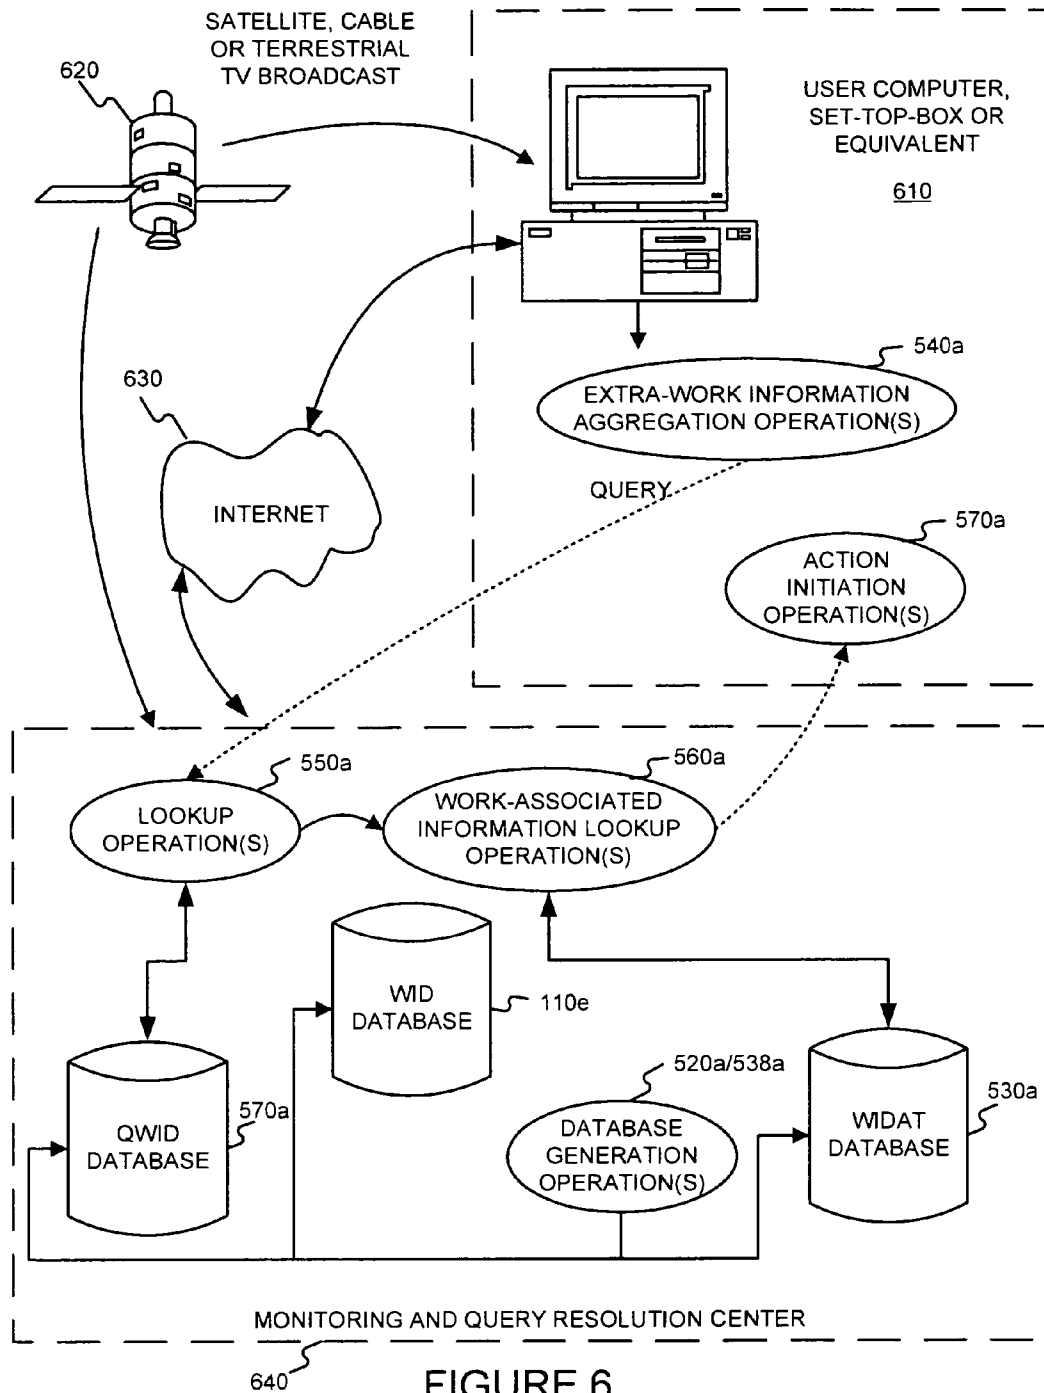 SATELLITE, CABLE
OR TERRESTRIAL
TV BROADCAST
620
USER COMPUTER,
SET-TOP-BOX OR
EQUIVALENT
610
540a
EXTRA-WORK INFORMATION
AGGREGATION OPERATION(S)
630
INTERNET
QUERY
570a
ACTION
INITIATION
OPERATION(S)
550a
LOOKUP
OPERATION(S)
560a
WORK-ASSOCIATED
INFORMATION LOOKUP
OPERATION(S)
WID
DATABASE
110e
520a/538a
DATABASE
GENERATION
OPERATION(S)
QWID
DATABASE
570a
WIDAT
DATABASE
530a
MONITORING AND QUERY RESOLUTION CENTER
640
FIGURE 6